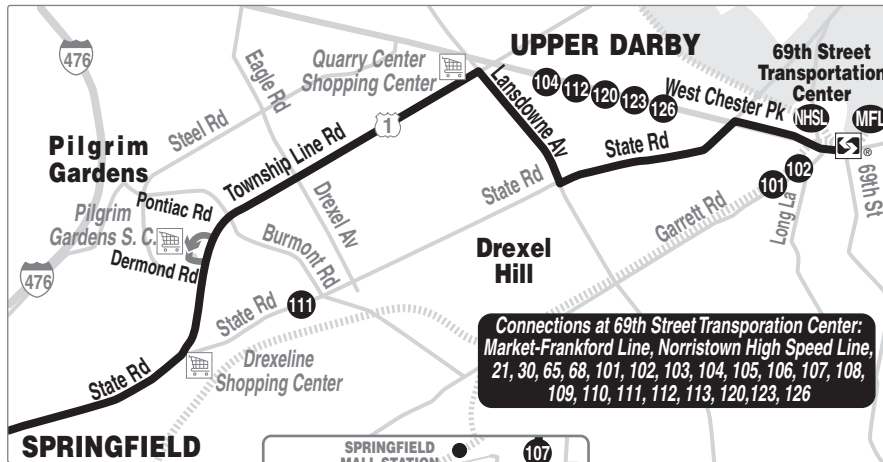 476
Eagle Rd
Quarry Center
Shopping Center
UPPER DARBY
69th Street
Transportation
Center
104
112
120
123
126
West Chester Pk
NHSL
MFL
®
Lansdowne Av
State Rd
Steel Rd
1
Township Line Rd
Pilgrim
Gardens
Pontiac Rd
Pilgrim
Gardens S. C.
Dermond Rd
Drexel Av
Burmont Rd
State Rd
Garrett Rd
101
102
Long La
69th St
Drexel
Hill
476
State Rd
111
Drexeline
Shopping Center
State Rd
Connections at 69th Street Transporation Center:
Market-Frankford Line, Norristown High Speed Line,
21, 30, 65, 68, 101, 102, 103, 104, 105, 106, 107, 108,
109, 110, 111, 112, 113, 120,123, 126
SPRINGFIELD
SPRINGFIELD
MALL STATION
107